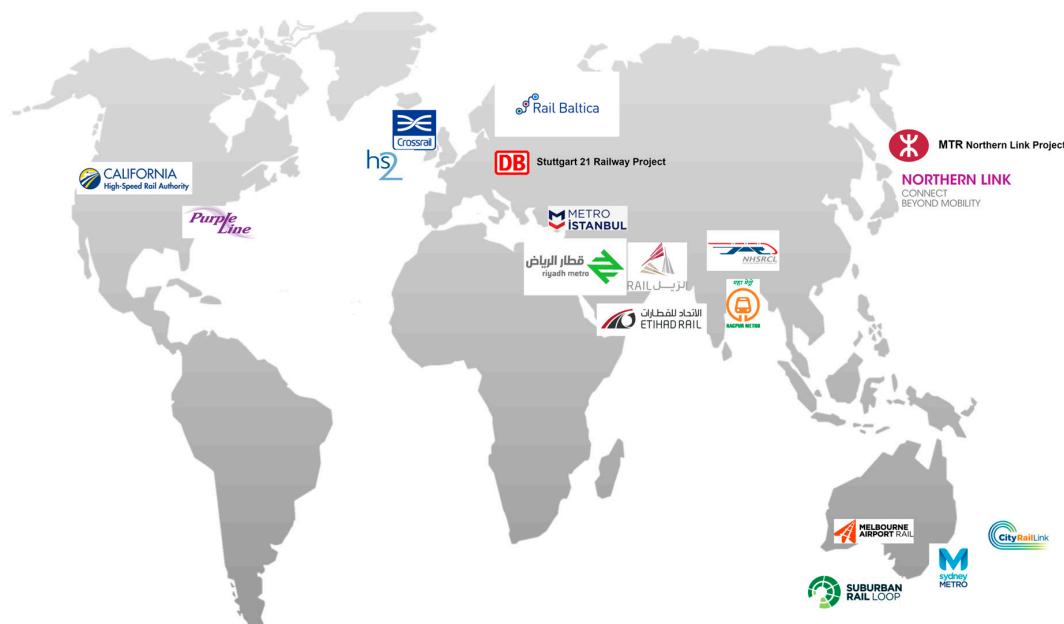 Rail Baltica
Crossrail
hs2
DB Stuttgart 21 Railway Project
MTR Northern Link Project
NORTHERN LINK
CONNECT
BEYOND MOBILITY
CALIFORNIA
High-Speed Rail Authority
Purple
Line
METRO
İSTANBUL
قطار الرياض
riyadh metro
RAIL الريــل
NHSRCL
महा मेट्रो
NAGPUR METRO
الاتحاد للقطارات
ETIHAD RAIL
MELBOURNE
AIRPORT RAIL
CityRailLink
M
sydney
METRO
SUBURBAN
RAIL LOOP